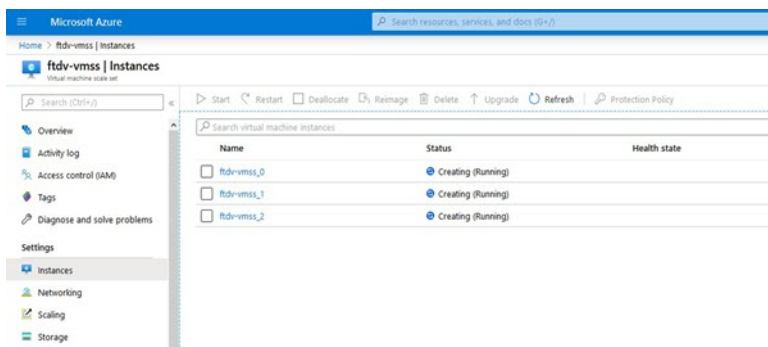 Microsoft Azure
Search resources, services, and docs (G+/)
Home > ftdv-vmss | Instances
ftdv-vmss | Instances
Virtual machine scale set
Search (Ctrl+/)
«
Start Restart Deallocate Reimage Delete Upgrade Refresh Protection Policy
Overview
Activity log
Access control (IAM)
Tags
Diagnose and solve problems
Settings
Instances
Networking
Scaling
Storage
Search virtual machine instances
Name Status Health state
ftdv-vmss_0 Creating (Running)
ftdv-vmss_1 Creating (Running)
ftdv-vmss_2 Creating (Running)